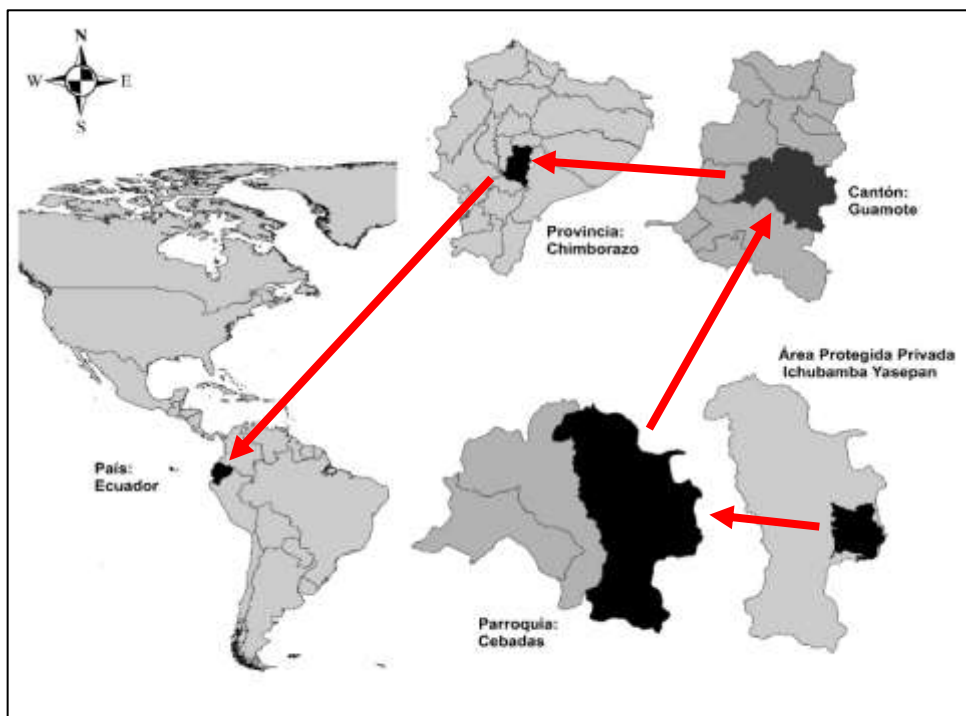 N
W E
S
Provincia:
Chimborazo
Cantón:
Guamote
Área Protegida Privada
Ichubamba Yasepan
País:
Ecuador
Parroquia:
Cebadas